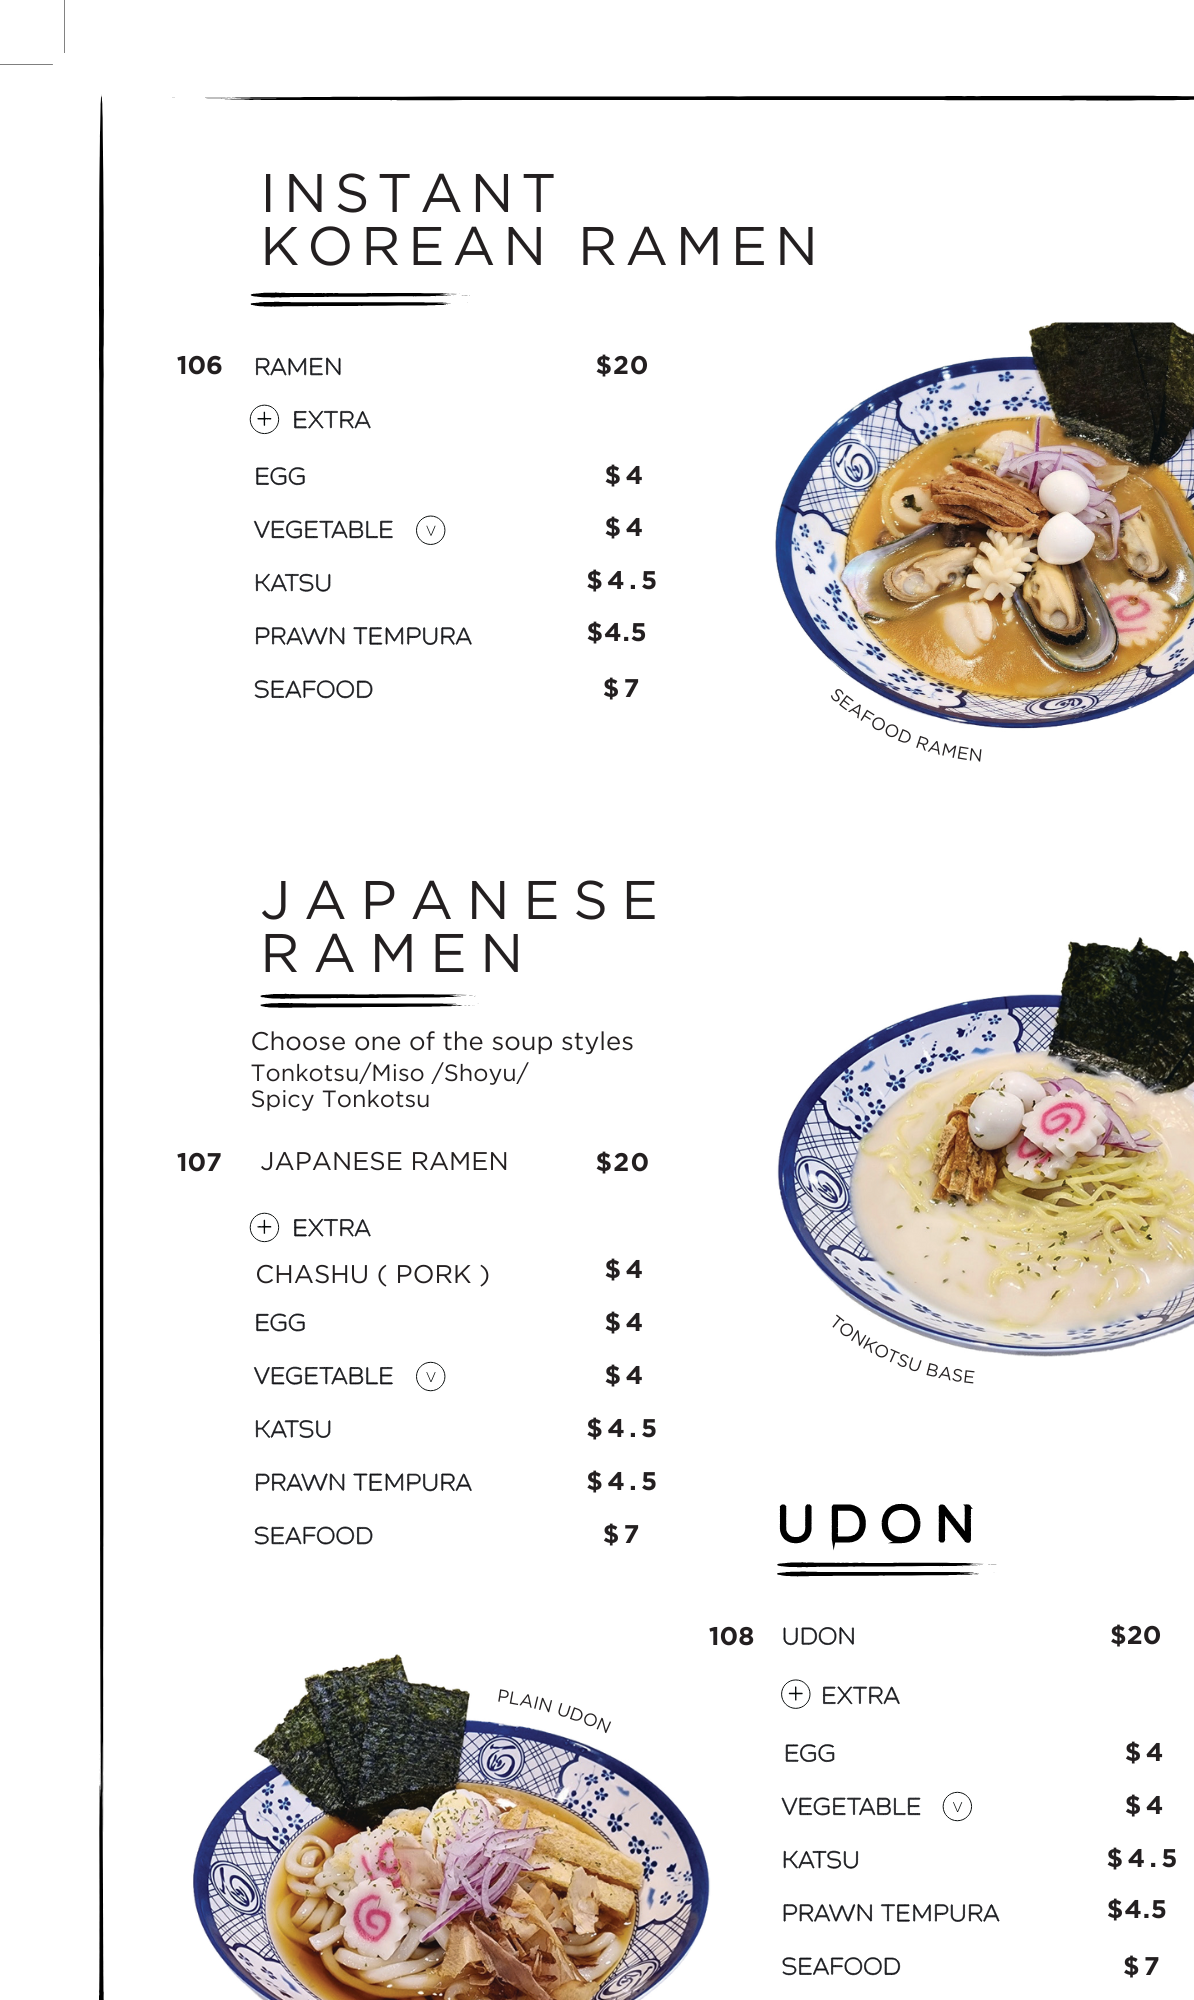 INSTANT
KOREAN RAMEN
106 RAMEN $20
+ EXTRA
EGG $4
VEGETABLE V $4
KATSU $4.5
PRAWN TEMPURA $4.5
SEAFOOD $7
SEAFOOD RAMEN
JAPANESE
RAMEN
Choose one of the soup styles
Tonkotsu/Miso /Shoyu/
Spicy Tonkotsu
107 JAPANESE RAMEN $20
+ EXTRA
CHASHU ( PORK ) $4
EGG $4
VEGETABLE V $4
KATSU $4.5
PRAWN TEMPURA $4.5
SEAFOOD $7
TONKOTSU BASE
UDON
108 UDON $20
+ EXTRA
EGG $4
VEGETABLE V $4
KATSU $4.5
PRAWN TEMPURA $4.5
SEAFOOD $7
PLAIN UDON